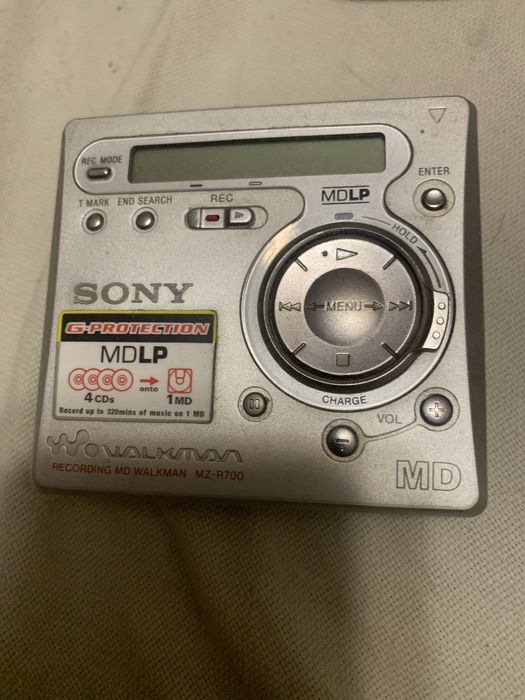 REC MODE
T MARK
END SEARCH
REC
MDLP
ENTER
HOLD
SONY
MENU
G-PROTECTION
MDLP
4 CDs
onto
1 MD
Record up to 320mins of music on 1 MD
CHARGE
VOL
WALKMAN
RECORDING MD WALKMAN MZ-R700
MD